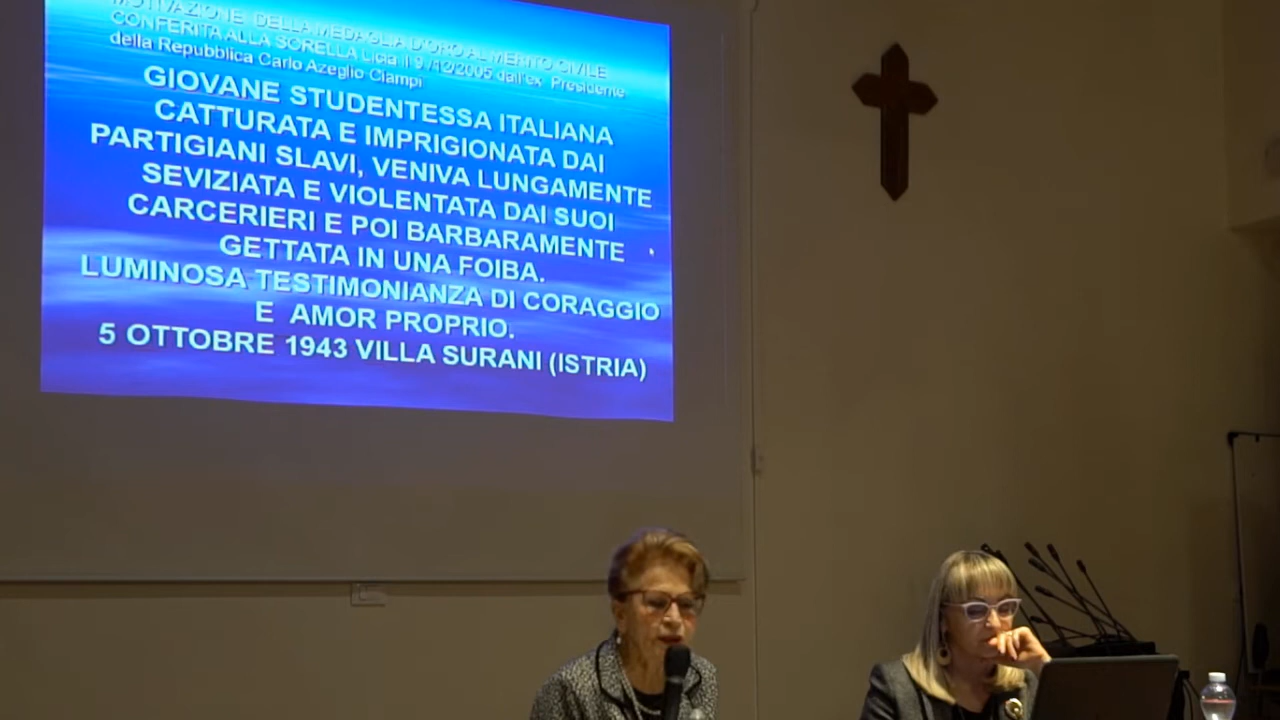 MOTIVAZIONE DELLA MEDAGLIA D'ORO AL MERITO CIVILE
CONFERITA ALLA SORELLA Licia il 9 /12/2005 dall'ex Presidente
della Repubblica Carlo Azeglio Ciampi
GIOVANE STUDENTESSA ITALIANA
CATTURATA E IMPRIGIONATA DAI
PARTIGIANI SLAVI, VENIVA LUNGAMENTE
SEVIZIATA E VIOLENTATA DAI SUOI
CARCERIERI E POI BARBARAMENTE
GETTATA IN UNA FOIBA.
LUMINOSA TESTIMONIANZA DI CORAGGIO
E AMOR PROPRIO.
5 OTTOBRE 1943 VILLA SURANI (ISTRIA)